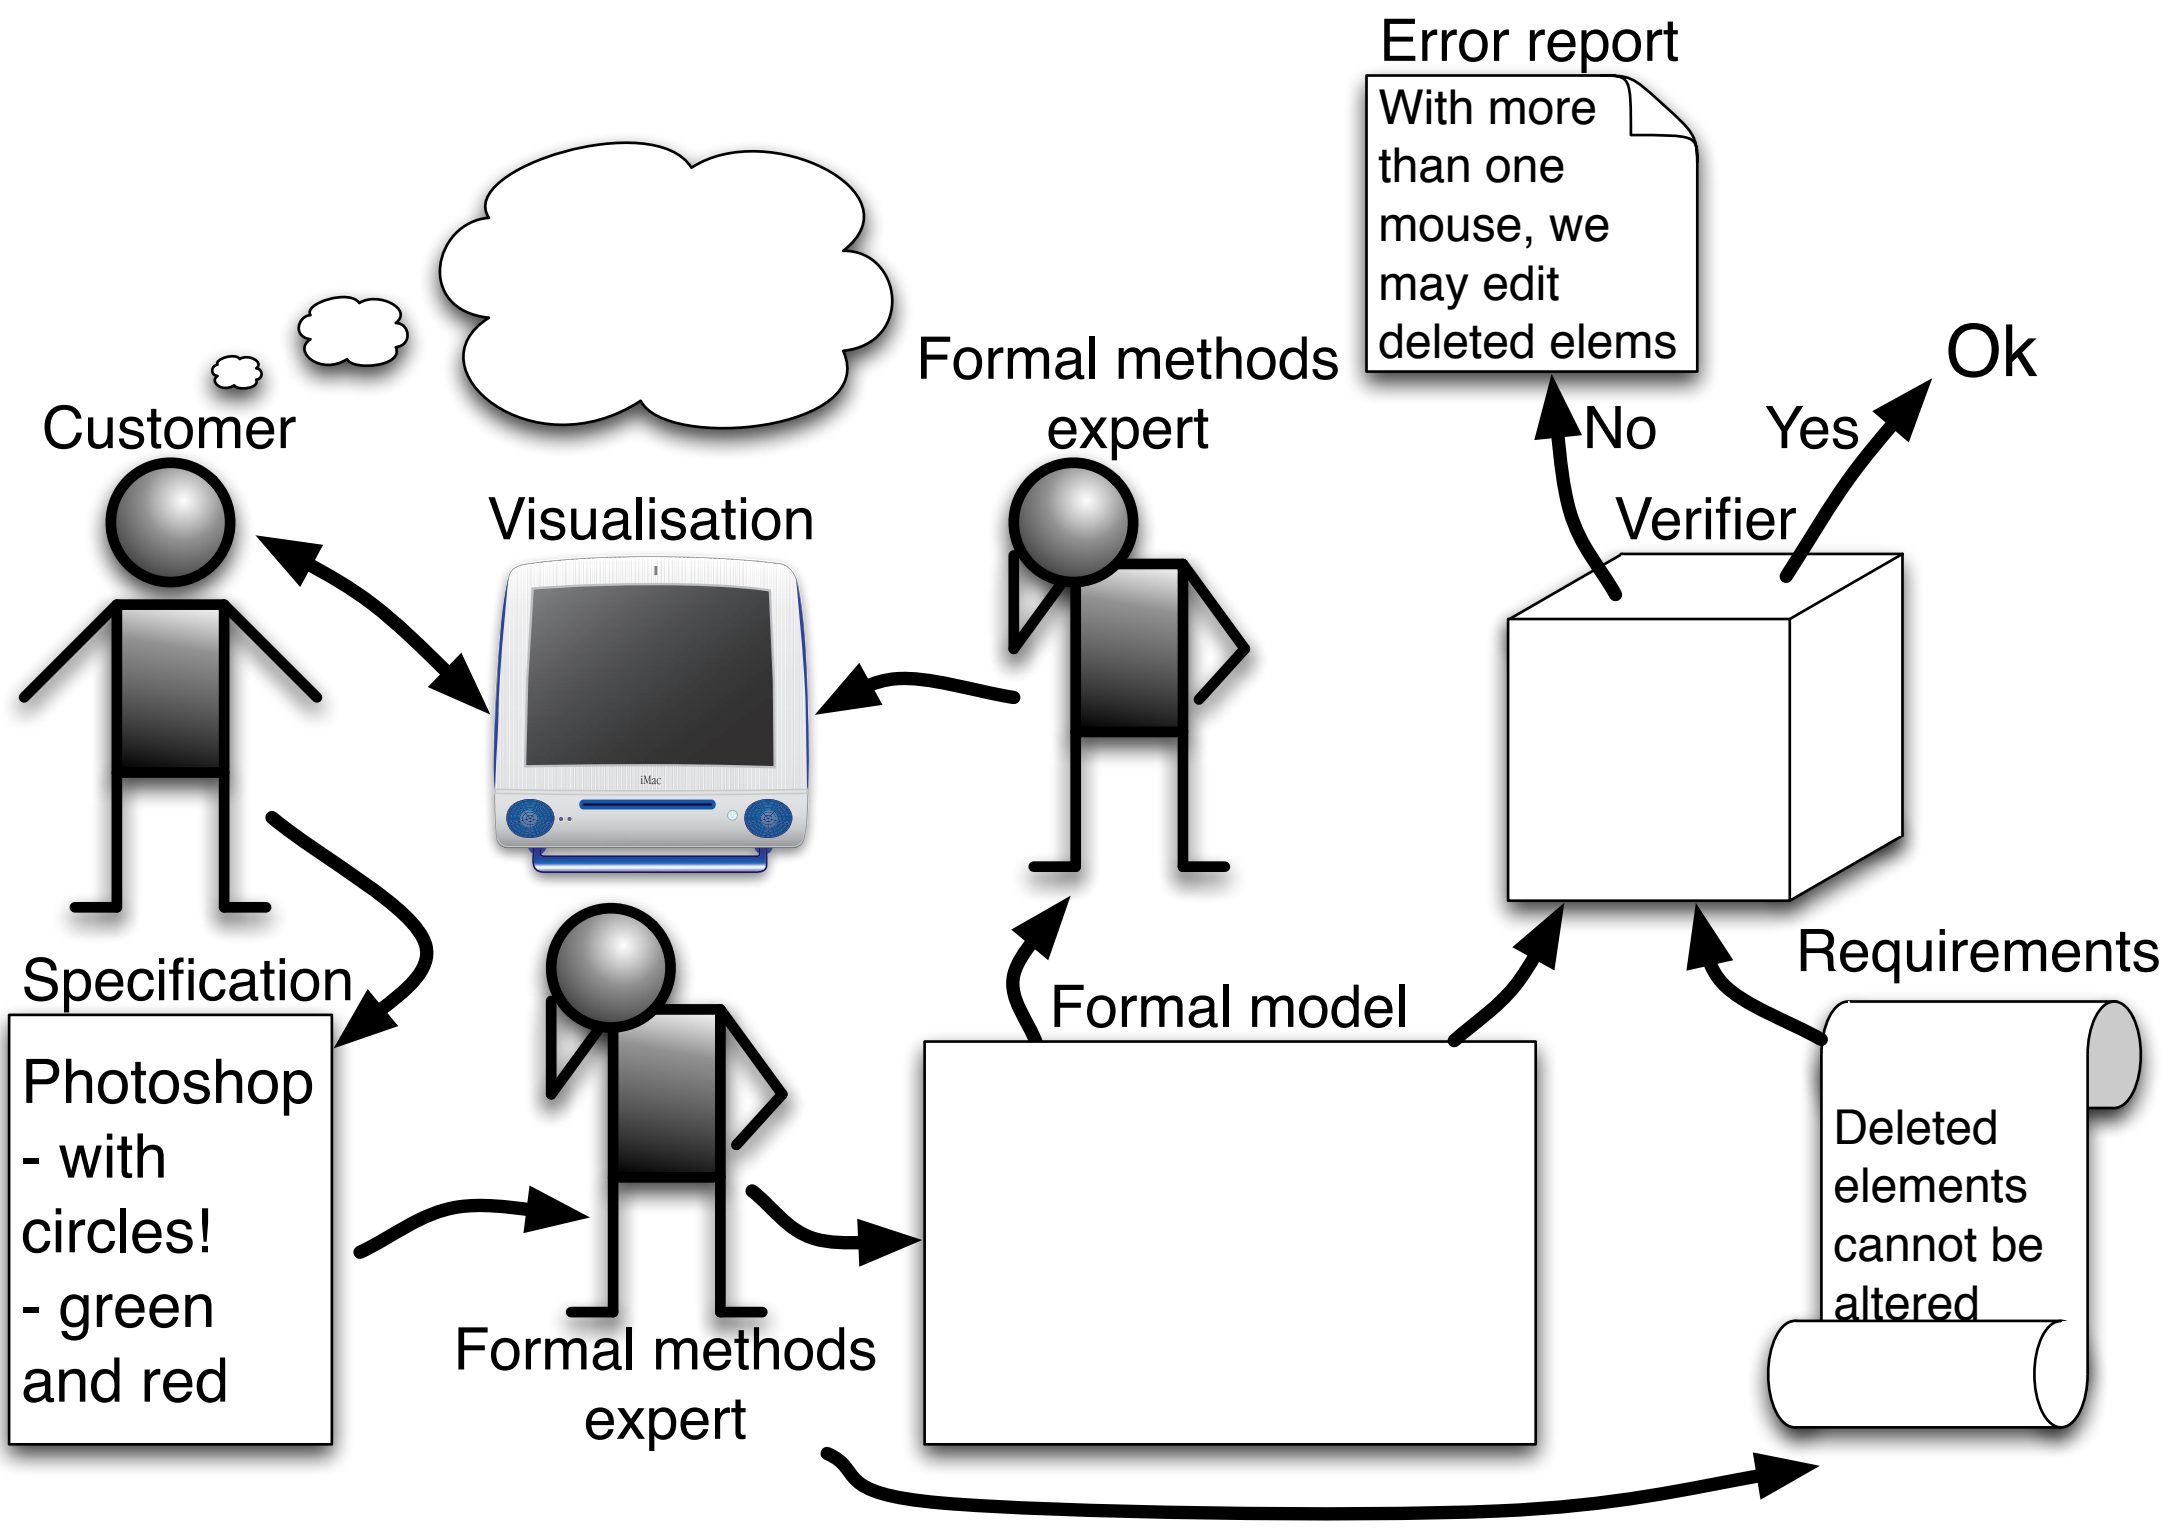 Error report
With more
than one
mouse, we
may edit
deleted elems
Formal methods
expert
Ok
No
Yes
Customer
Visualisation
Verifier
iMac
Specification
Photoshop
- with
circles!
- green
and red
Formal model
Requirements
Deleted
elements
cannot be
altered
Formal methods
expert